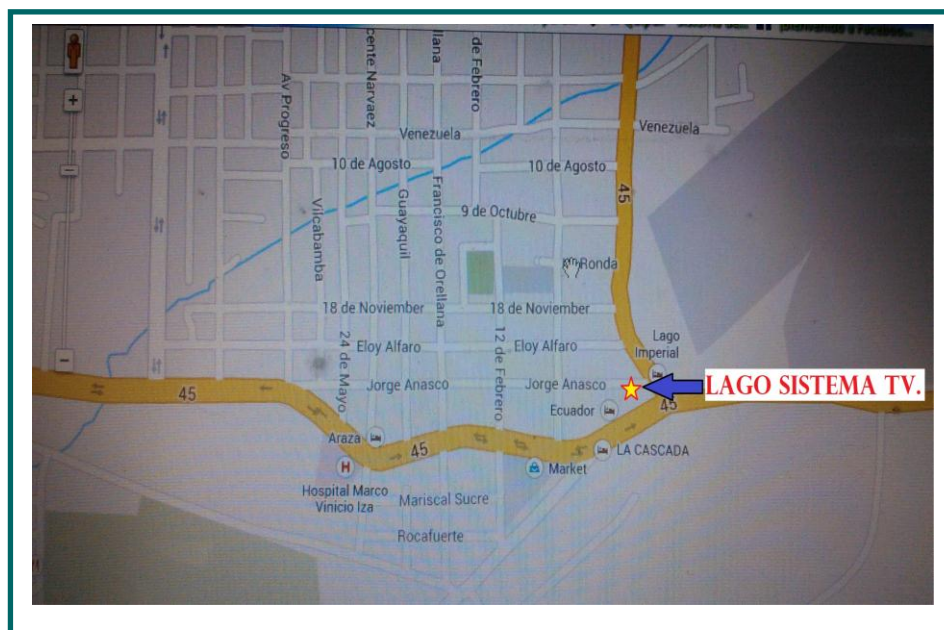 cente Narvaez
llana
de Febrero
Av Progreso
Venezuela
Venezuela
10 de Agosto
10 de Agosto
45
Vilcabamba
Guayaquil
Francisco de Orellana
9 de Octubre
Ronda
18 de Noviember
18 de Noviember
24 de Mayo
12 de Febrero
Eloy Alfaro
Eloy Alfaro
Lago
Imperial
45
Jorge Anasco
Jorge Anasco
LAGO SISTEMA TV.
Ecuador
45
Araza
45
LA CASCADA
Market
H
Hospital Marco
Vinicio Iza
Mariscal Sucre
Rocafuerte